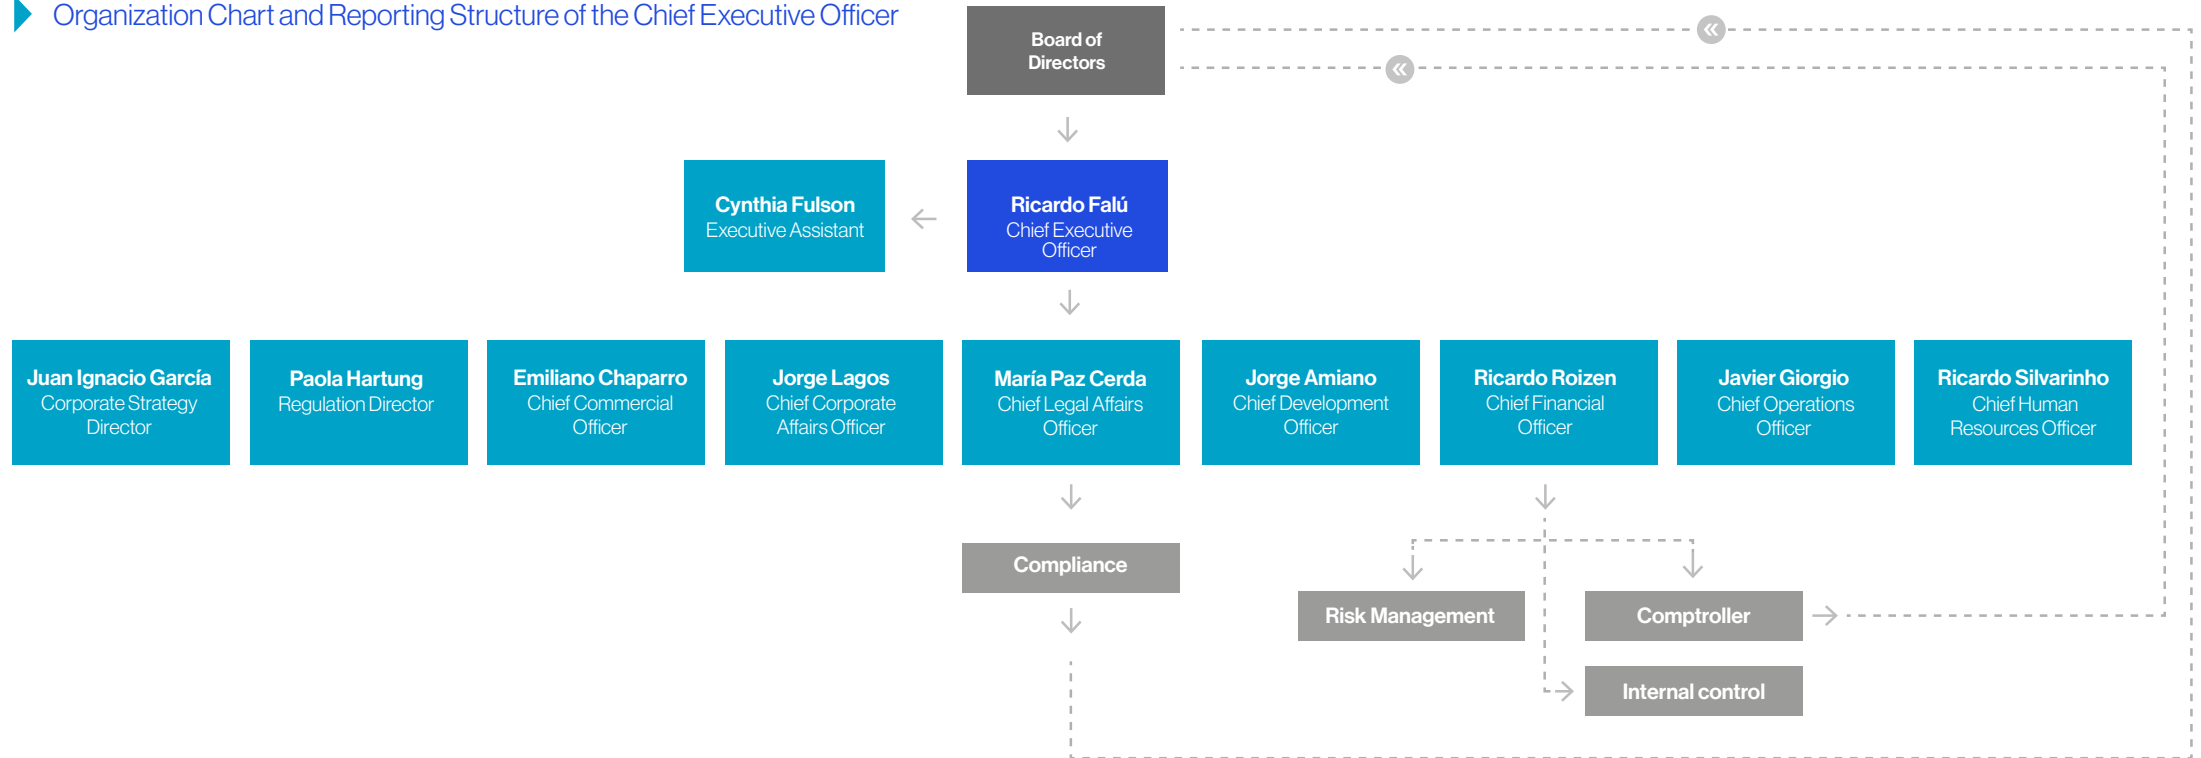 Organization Chart and Reporting Structure of the Chief Executive Officer
Board of
Directors
Cynthia Fulson
Executive Assistant
Ricardo Falú
Chief Executive
Officer
Juan Ignacio García
Corporate Strategy
Director
Paola Hartung
Regulation Director
Emiliano Chaparro
Chief Commercial
Officer
Jorge Lagos
Chief Corporate
Affairs Officer
María Paz Cerda
Chief Legal Affairs
Officer
Jorge Amiano
Chief Development
Officer
Ricardo Roizen
Chief Financial
Officer
Javier Giorgio
Chief Operations
Officer
Ricardo Silvarinho
Chief Human
Resources Officer
Compliance
Risk Management
Comptroller
Internal control